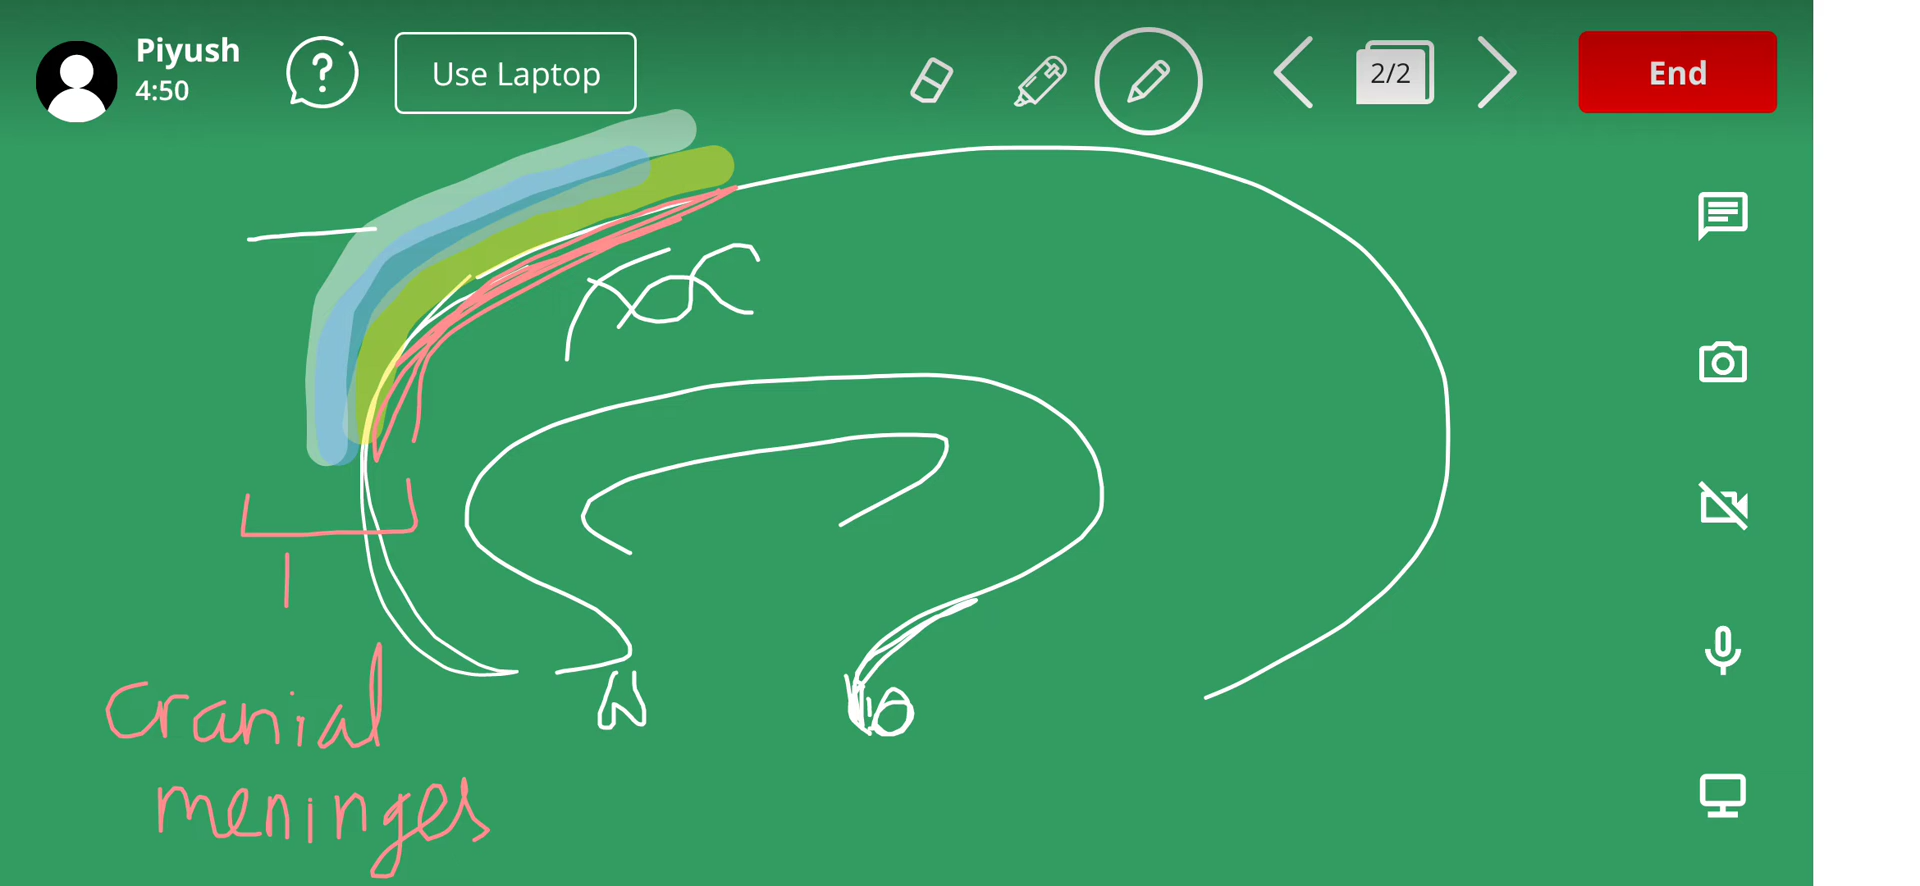 Piyush
4:50
?
Use Laptop
2/2
End
Cranial
meninges